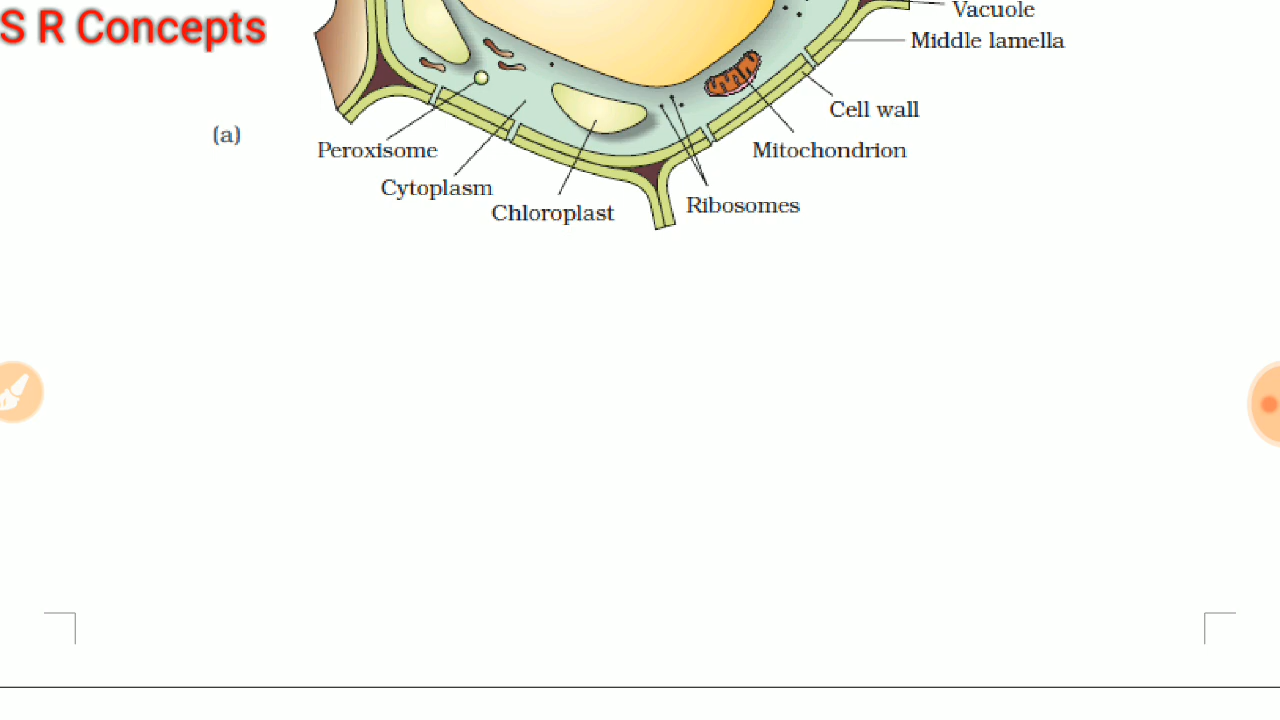 S R Concepts
Vacuole
Middle lamella
Cell wall
(a)
Peroxisome
Mitochondrion
Cytoplasm
Chloroplast
Ribosomes